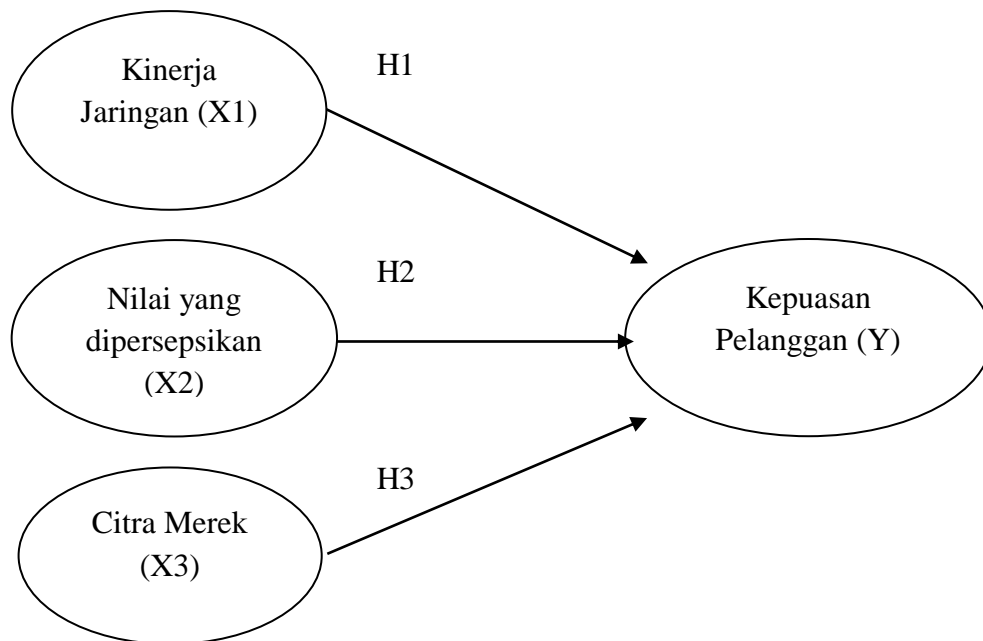 Kinerja
Jaringan (X1)
H1
Nilai yang
dipersepsikan
(X2)
H2
Kepuasan
Pelanggan (Y)
Citra Merek
(X3)
H3